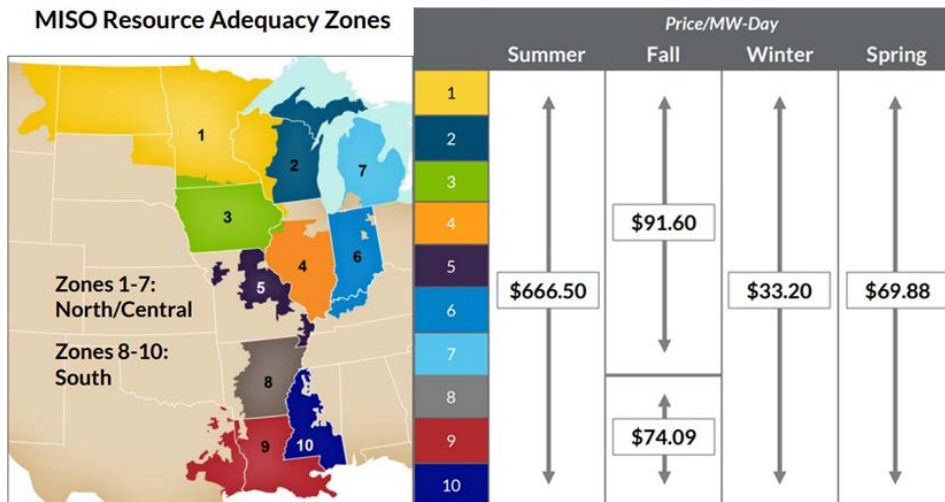 MISO Resource Adequacy Zones
1
2
7
3
4
6
5
Zones 1-7:
North/Central
Zones 8-10:
South
8
9
10
Price/MW-Day
Summer Fall Winter Spring
1
2
3
4
5
6
7
8
9
10
$91.60
$666.50 $33.20 $69.88
$74.09